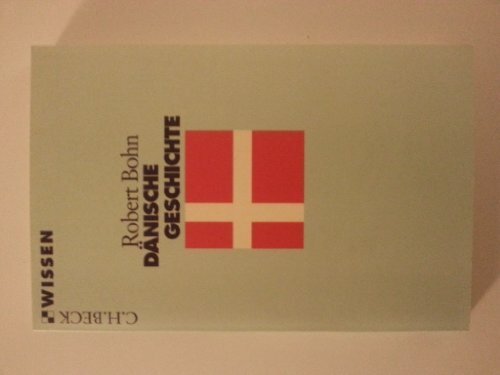 Robert Bohn
DÄNISCHE
GESCHICHTE
C.H.BECK
WISSEN